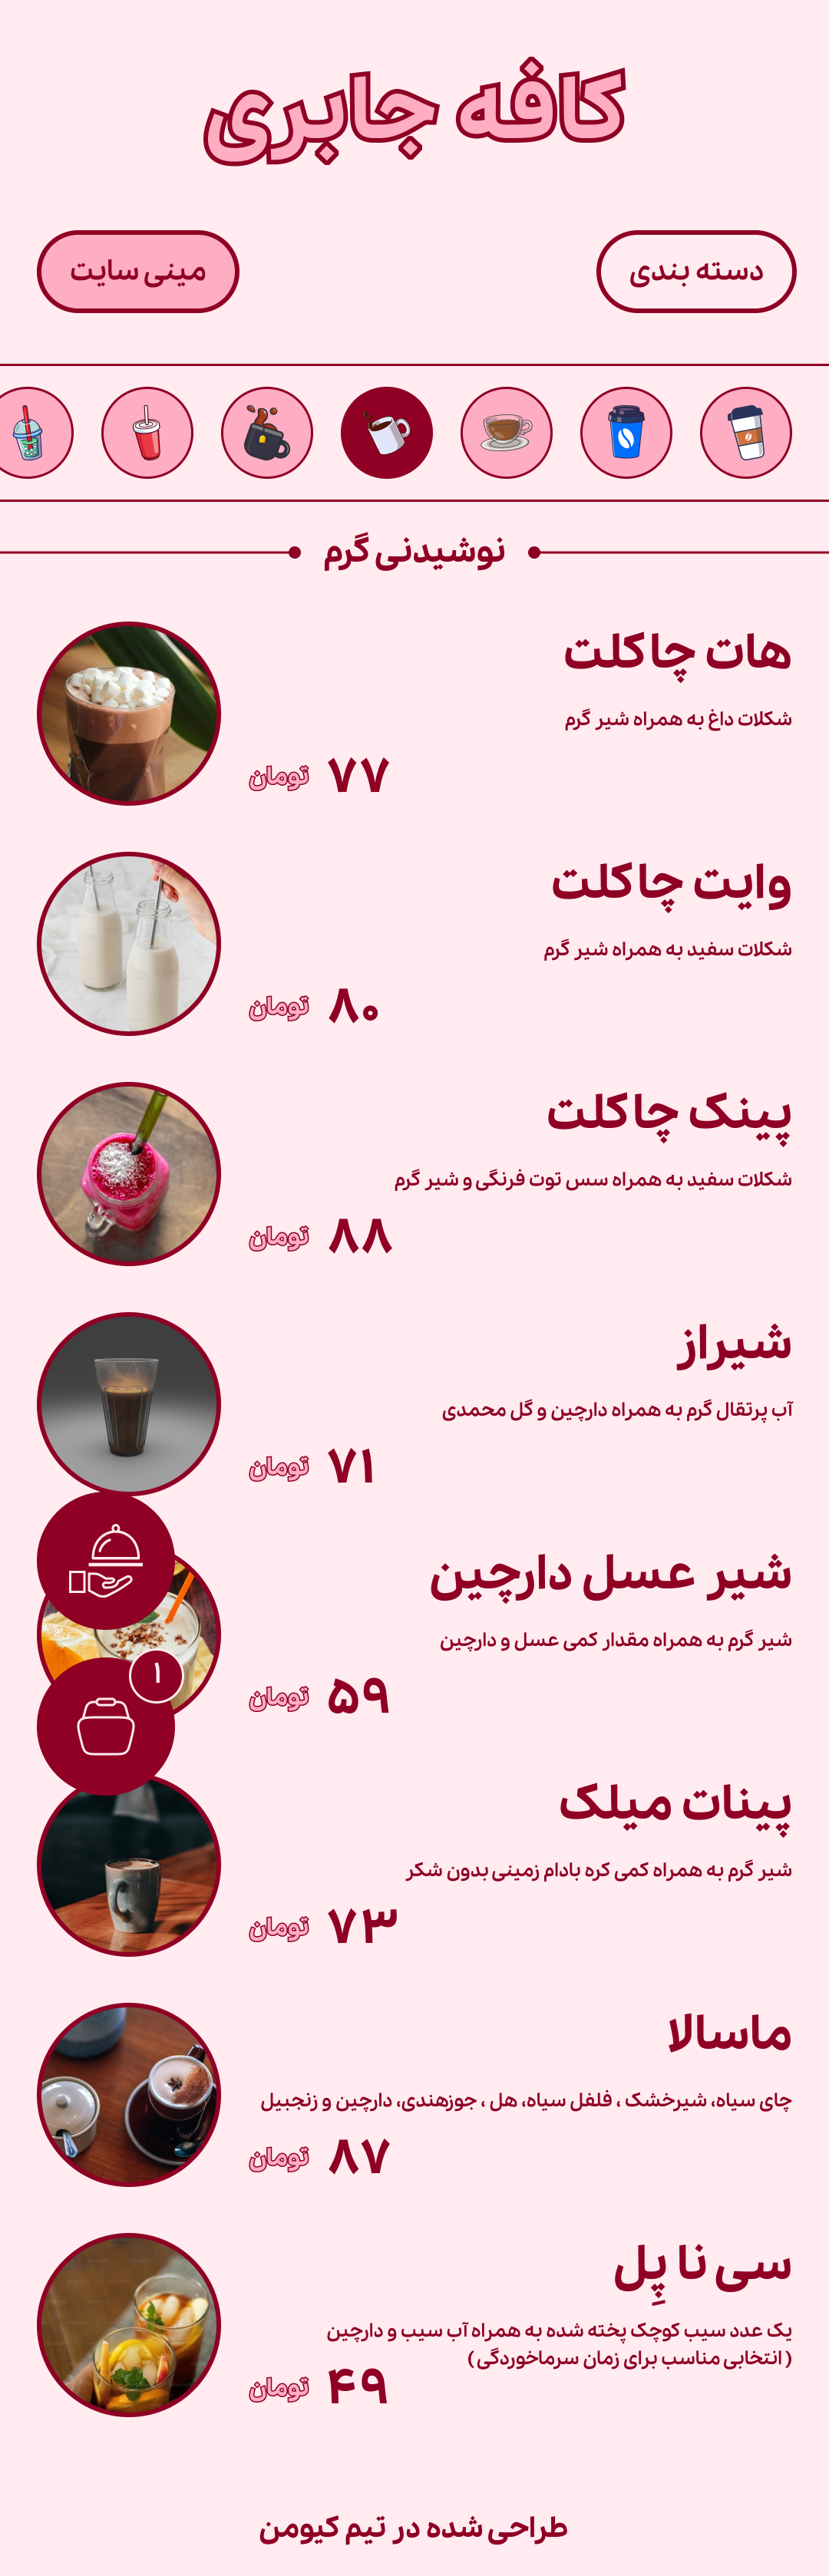 کافه جابری
دسته بندی
مینی سایت
نوشیدنی گرم
هات چاکلت
شکلات داغ به همراه شیر گرم
۷۷ تومان
وایت چاکلت
شکلات سفید به همراه شیر گرم
۸۰ تومان
پینک چاکلت
شکلات سفید به همراه سس توت فرنگی و شیر گرم
۸۸ تومان
شیراز
آب پرتقال گرم به همراه دارچین و گل محمدی
۷۱ تومان
شیر عسل دارچین
شیر گرم به همراه مقدار کمی عسل و دارچین
۵۹ تومان
۱
پینات میلک
شیر گرم به همراه کمی کره بادام زمینی بدون شکر
۷۳ تومان
ماسالا
چای سیاه، شیرخشک ، فلفل سیاه، هل ، جوزهندی، دارچین و زنجبیل
۸۷ تومان
سی نا پِل
یک عدد سیب کوچک پخته شده به همراه آب سیب و دارچین
( انتخابی مناسب برای زمان سرماخوردگی )
۴۹ تومان
طراحی شده در تیم کیومن